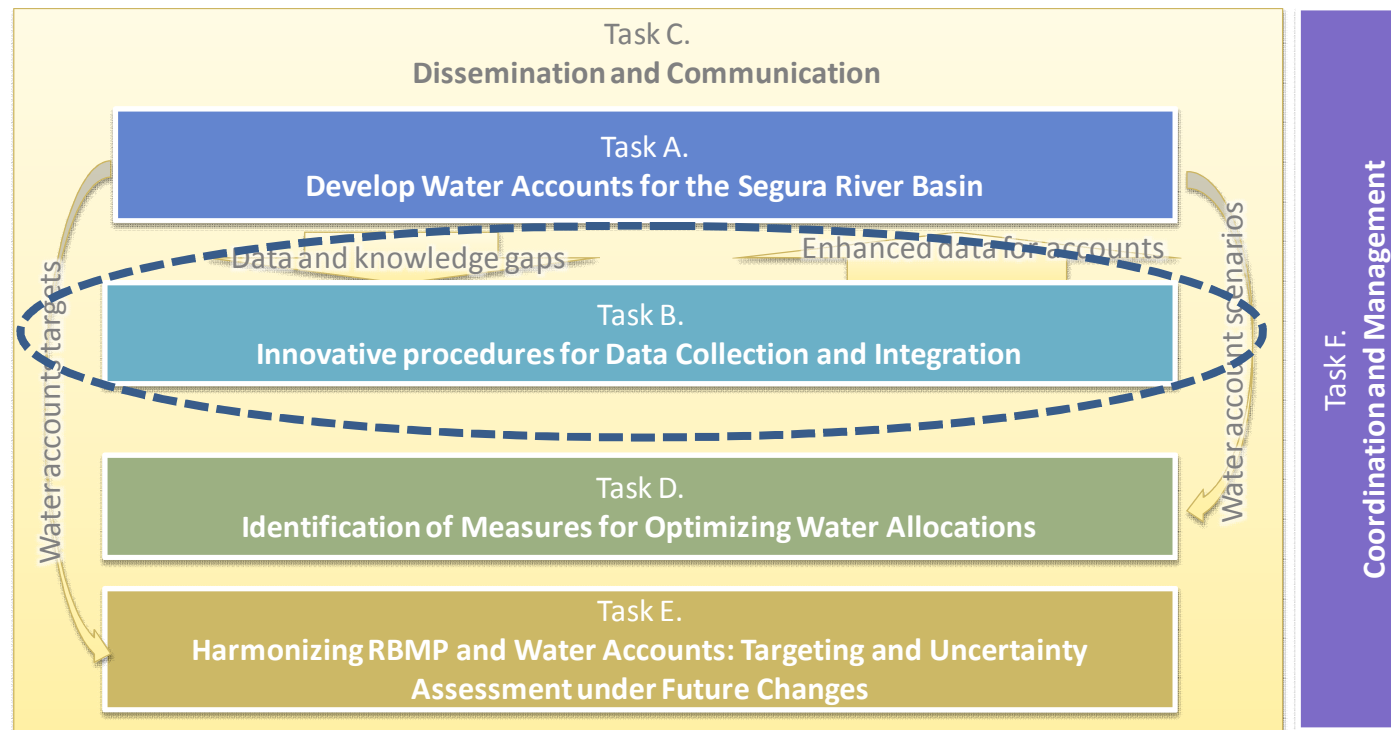 Task C.
Dissemination and Communication
Task A.
Develop Water Accounts for the Segura River Basin
Data and knowledge gaps
Enhanced data for accounts
Task B.
Innovative procedures for Data Collection and Integration
Task D.
Identification of Measures for Optimizing Water Allocations
Task E.
Harmonizing RBMP and Water Accounts: Targeting and Uncertainty
Assessment under Future Changes
Water accounts targets
Water account scenarios
Task F.
Coordination and Management